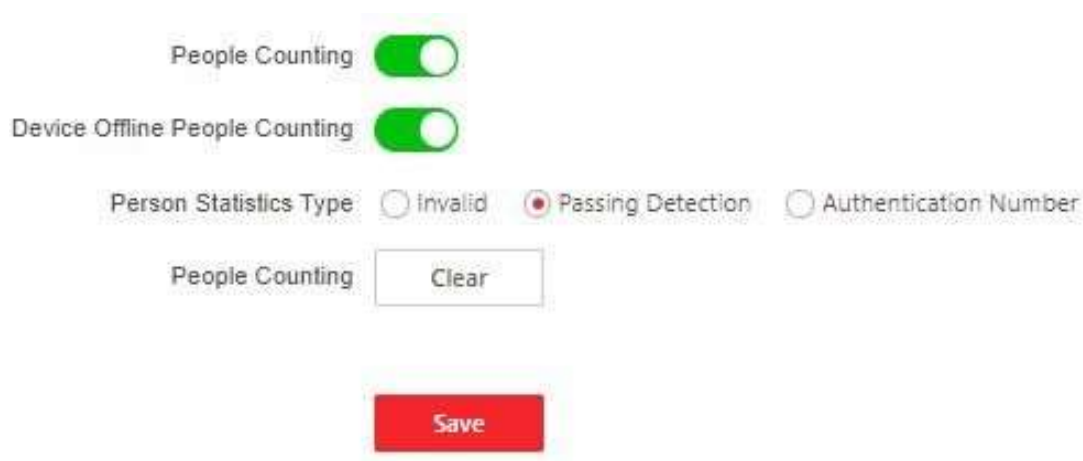 People Counting
Device Offline People Counting
Person Statistics Type Invalid Passing Detection Authentication Number
People Counting Clear
Save